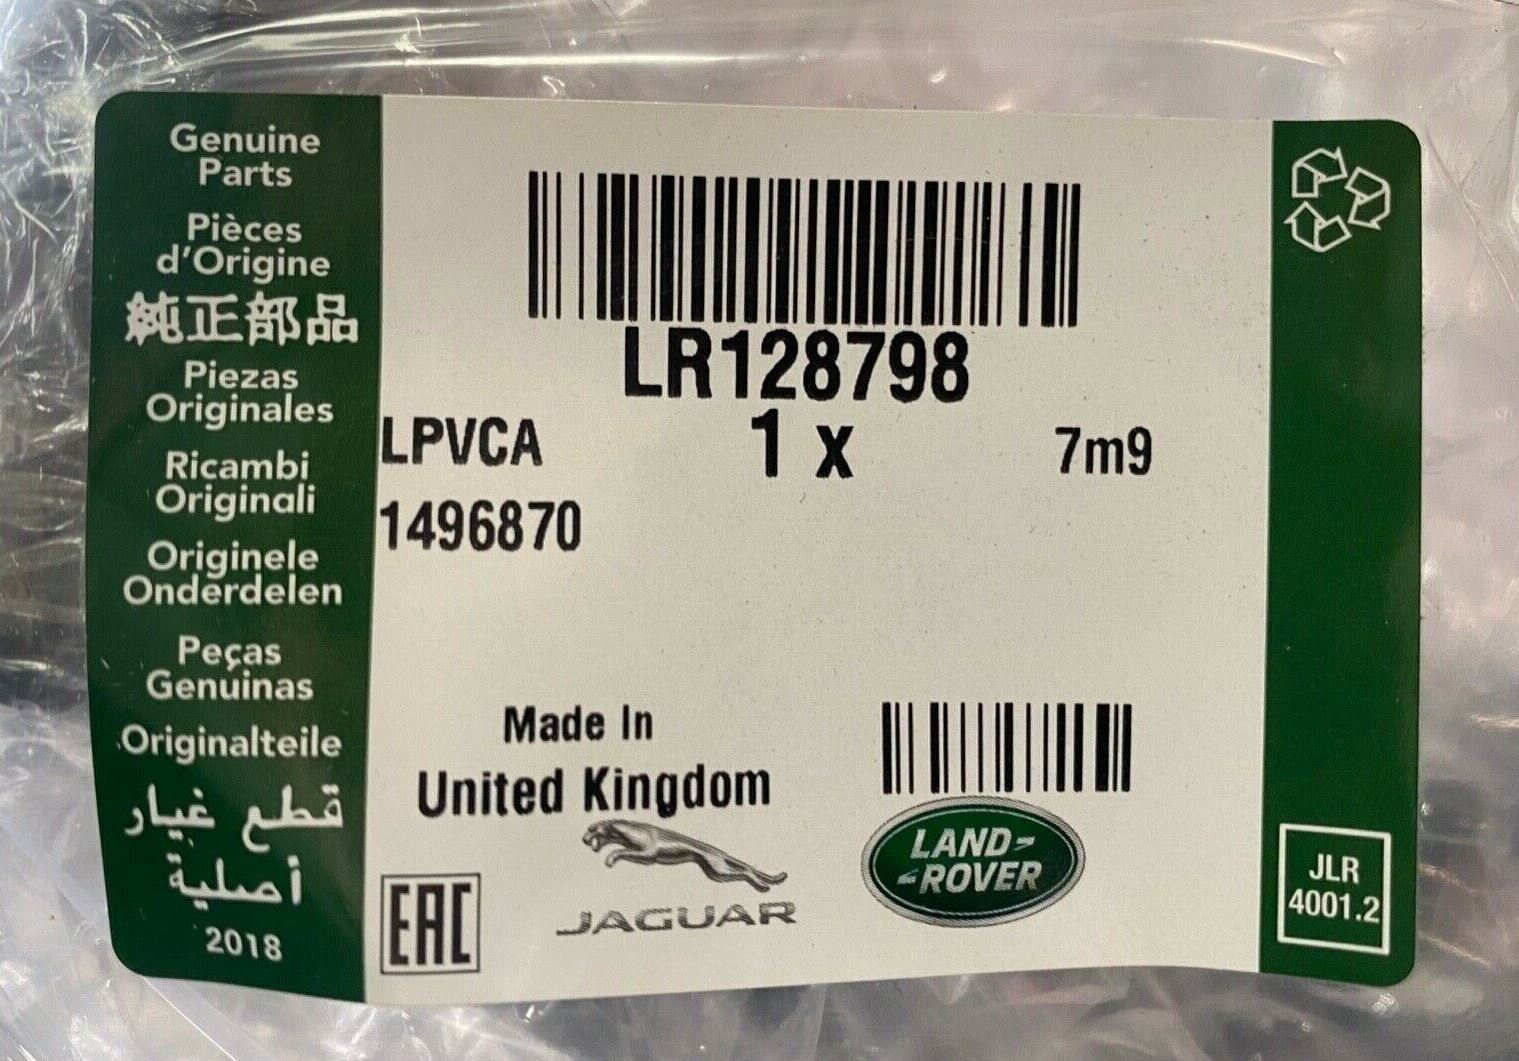 Genuine
Parts
Pièces
d'Origine
純正部品
Piezas
Originales
Ricambi
Originali
Originele
Onderdelen
Peças
Genuinas
Originalteile
قطع غيار
أصلية
2018
LR128798
LPVCA
1 x
7m9
1496870
Made In
United Kingdom
EAC
JAGUAR
LAND-
-ROVER
JLR
4001.2